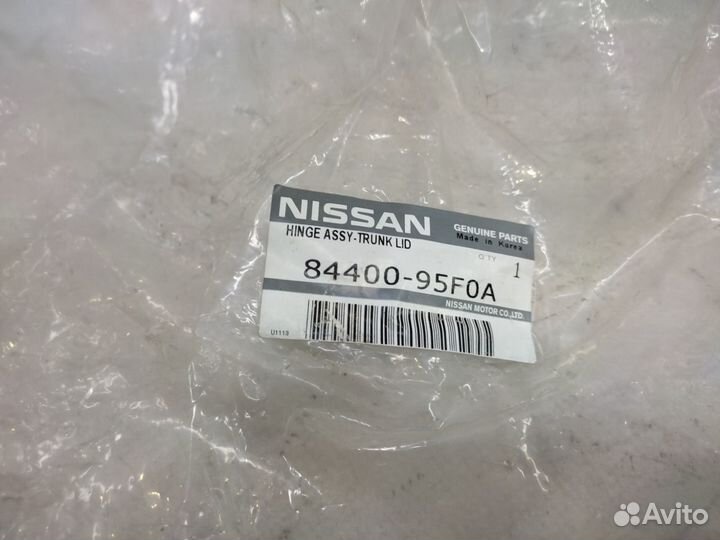 NISSAN
GENUINE PARTS
Made in Korea
HINGE ASSY-TRUNK LID
Q'TY 1
84400-95F0A
NISSAN MOTOR CO.,LTD.
U1113
Avito